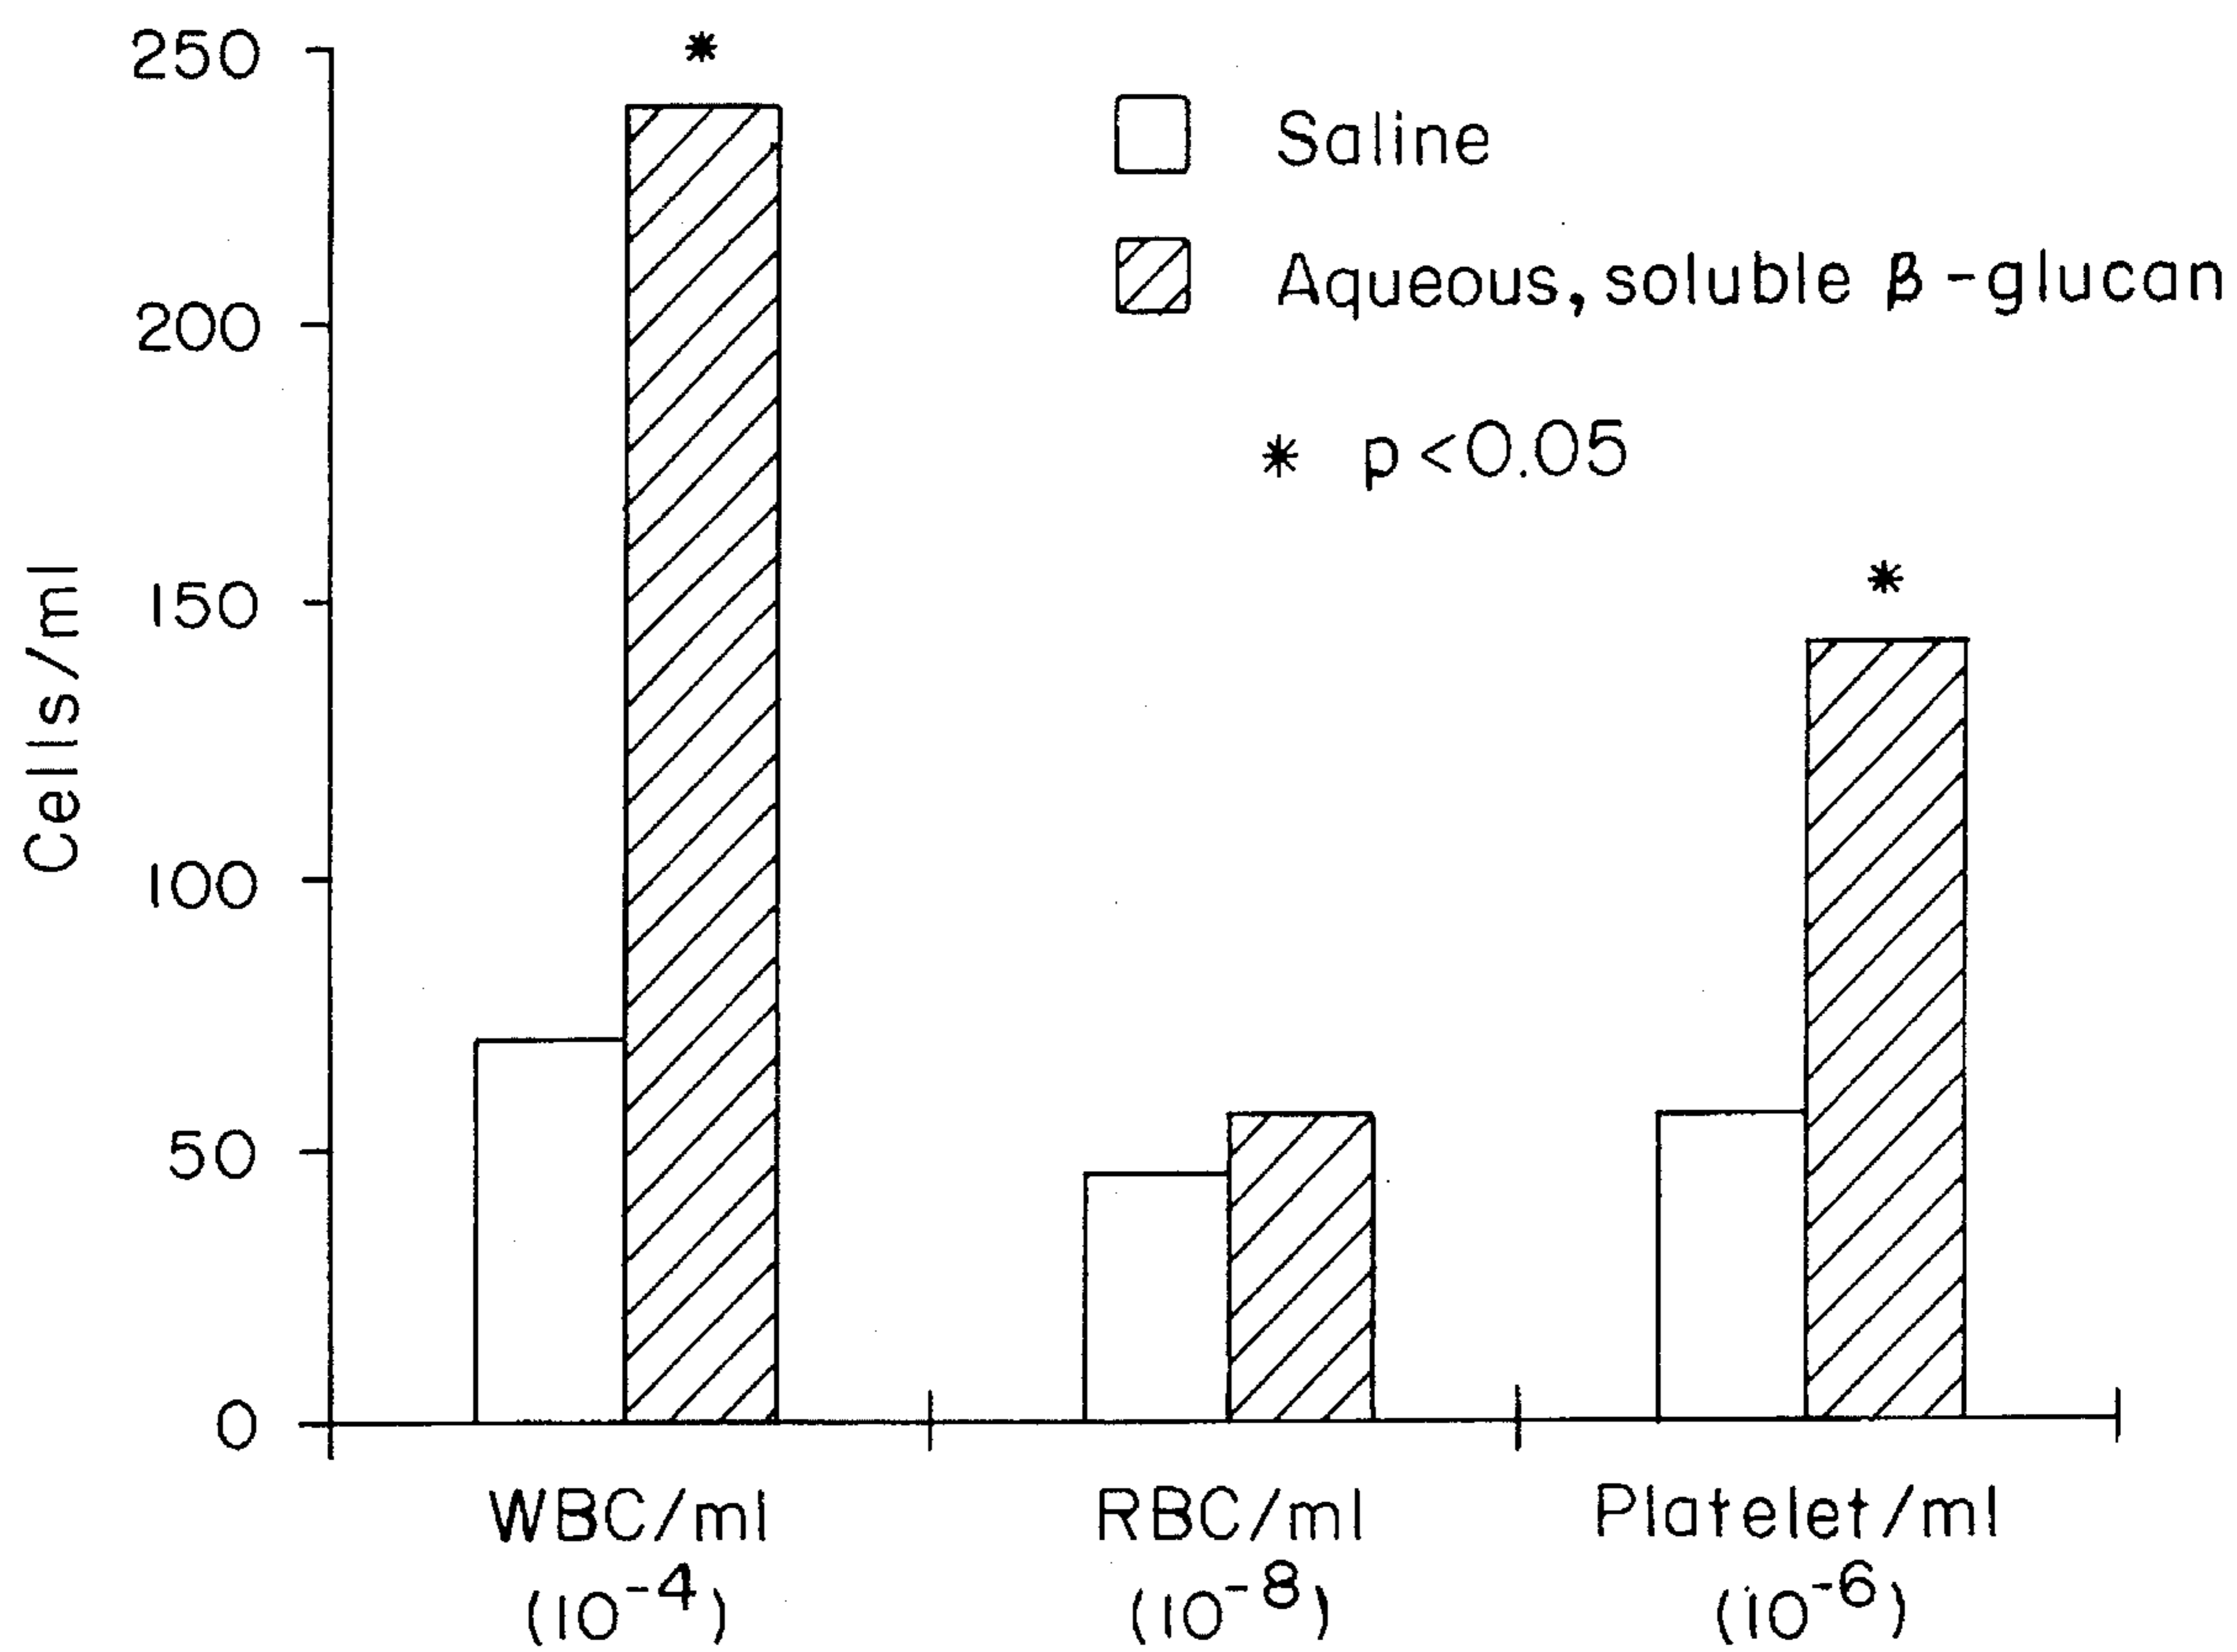 250
200
150
100
50
0
Cells/ml
*
Saline
Aqueous, soluble β-glucan
* p<0.05
*
WBC/ml
(10⁻⁴)
RBC/ml
(10⁻⁸)
Platelet/ml
(10⁻⁶)